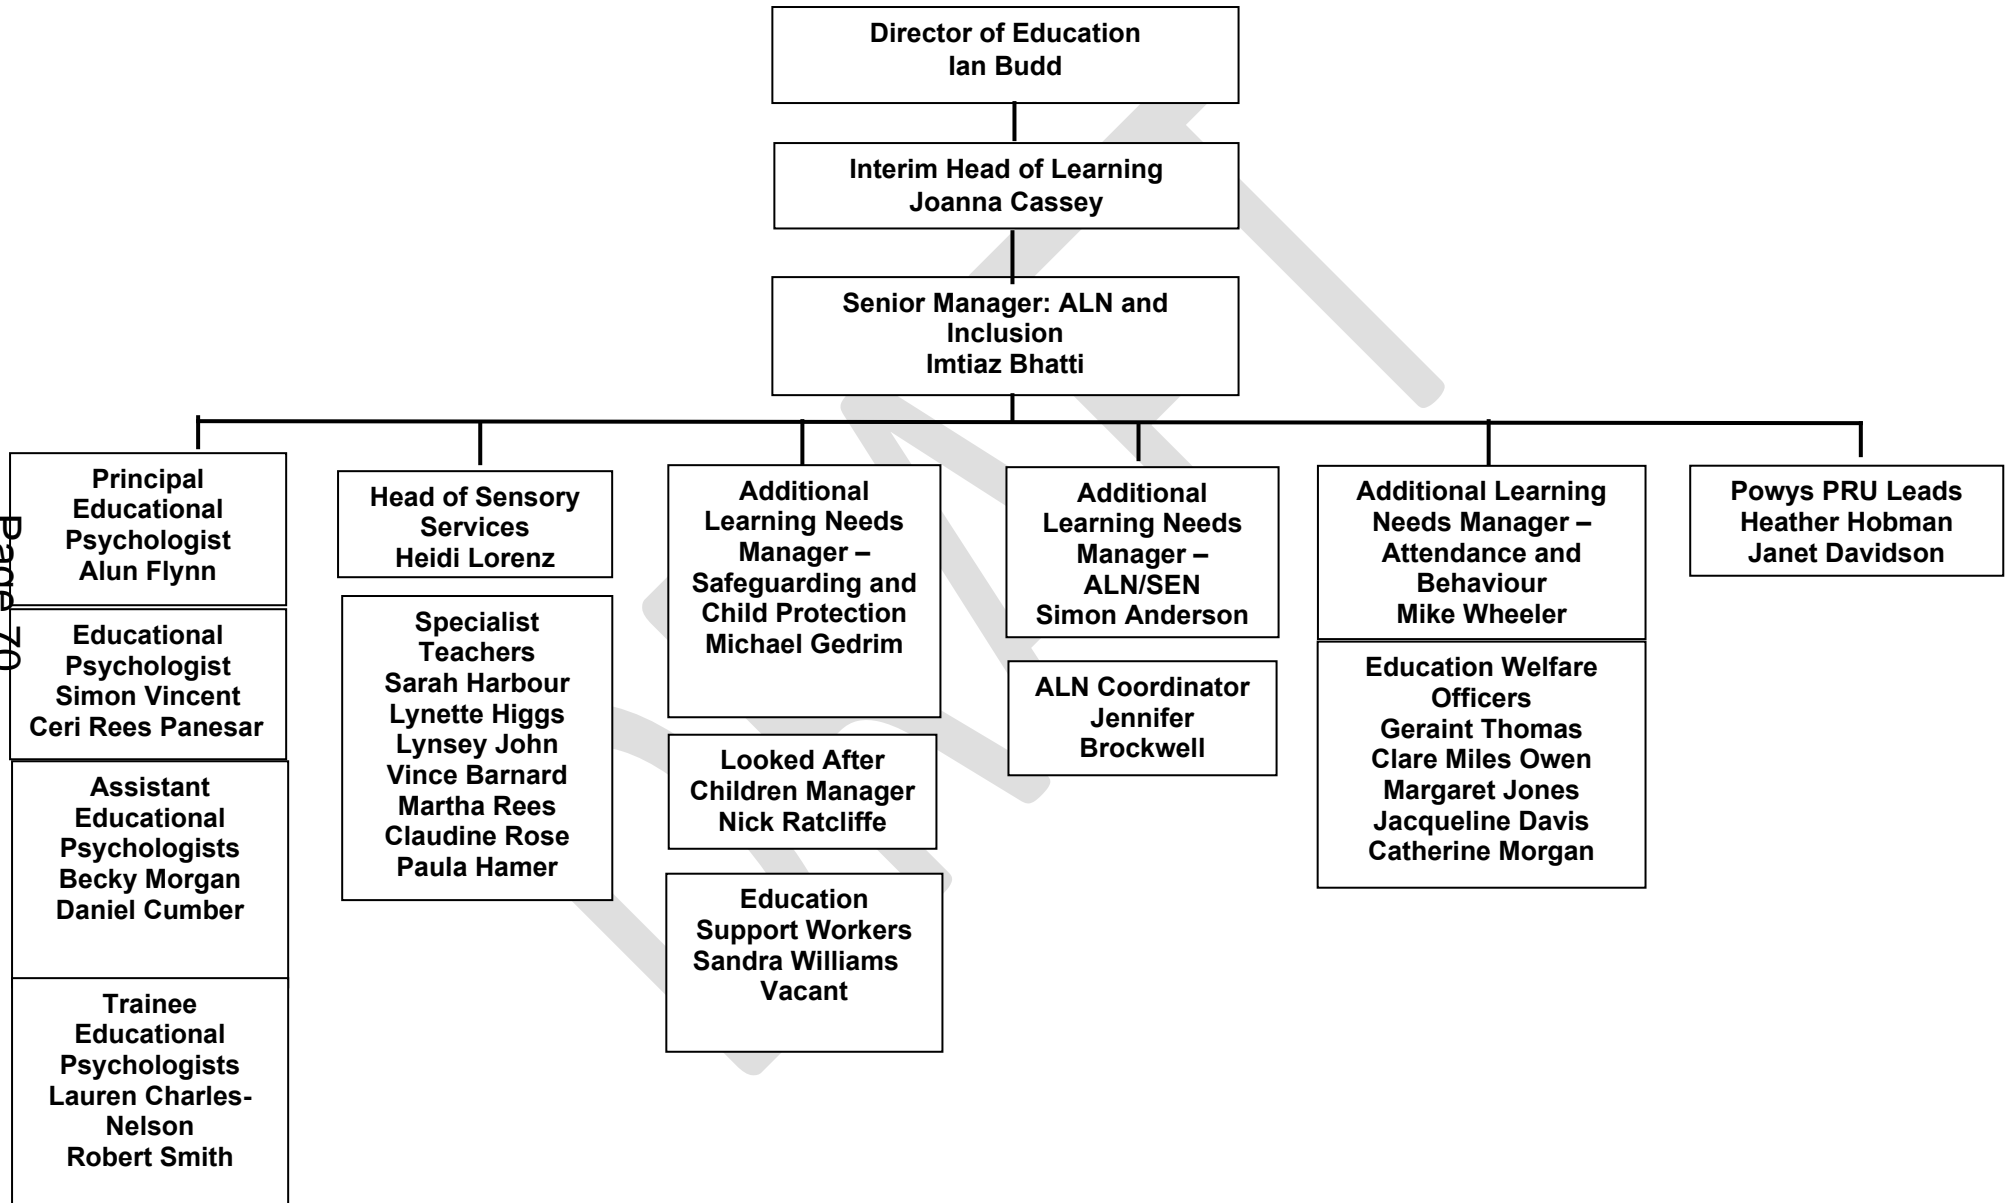 Director of Education
Ian Budd
Interim Head of Learning
Joanna Cassey
Senior Manager: ALN and
Inclusion
Imtiaz Bhatti
Principal
Educational
Psychologist
Alun Flynn
Educational
Psychologist
Simon Vincent
Ceri Rees Panesar
Assistant
Educational
Psychologists
Becky Morgan
Daniel Cumber
Trainee
Educational
Psychologists
Lauren Charles-
Nelson
Robert Smith
Head of Sensory
Services
Heidi Lorenz
Specialist
Teachers
Sarah Harbour
Lynette Higgs
Lynsey John
Vince Barnard
Martha Rees
Claudine Rose
Paula Hamer
Additional
Learning Needs
Manager –
Safeguarding and
Child Protection
Michael Gedrim
Looked After
Children Manager
Nick Ratcliffe
Education
Support Workers
Sandra Williams
Vacant
Additional
Learning Needs
Manager –
ALN/SEN
Simon Anderson
ALN Coordinator
Jennifer
Brockwell
Additional Learning
Needs Manager –
Attendance and
Behaviour
Mike Wheeler
Education Welfare
Officers
Geraint Thomas
Clare Miles Owen
Margaret Jones
Jacqueline Davis
Catherine Morgan
Powys PRU Leads
Heather Hobman
Janet Davidson
Page 70
DRAFT